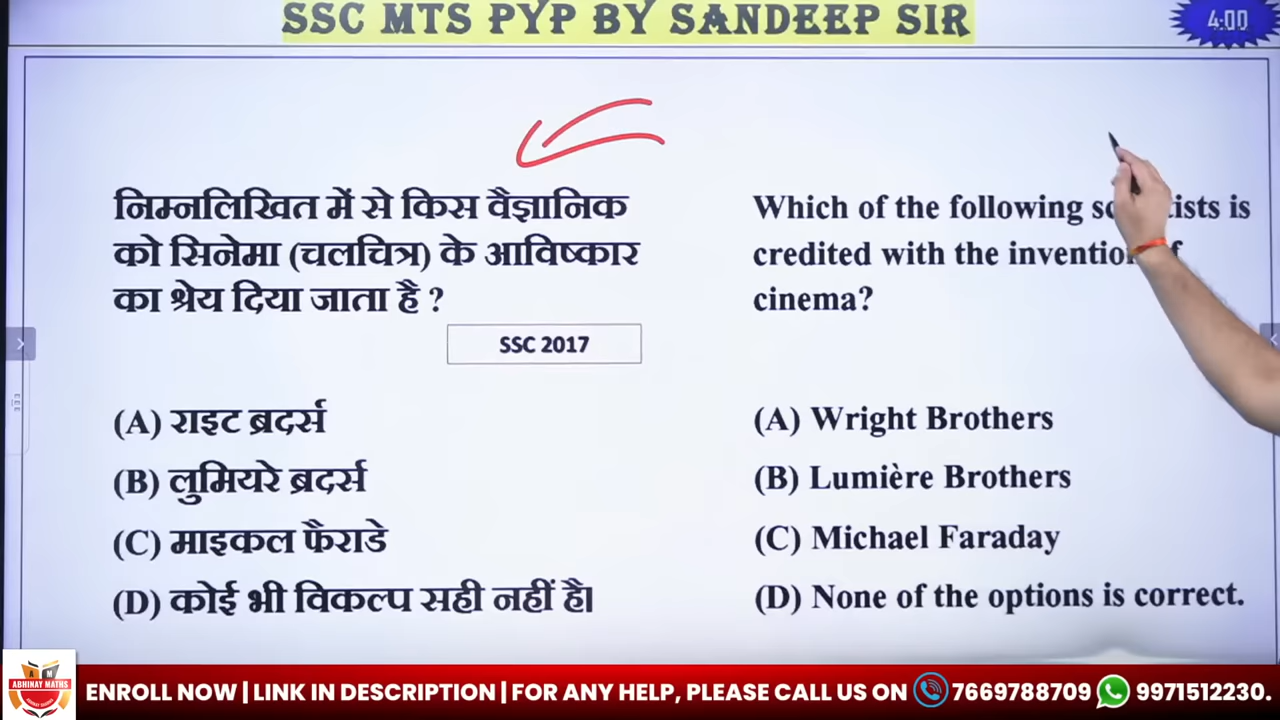 SSC MTS PYP BY SANDEEP SIR
4:00
निम्नलिखित में से किस वैज्ञानिक
को सिनेमा (चलचित्र) के आविष्कार
का श्रेय दिया जाता है ?
SSC 2017
(A) राइट ब्रदर्स
(B) लुमियरे ब्रदर्स
(C) माइकल फैराडे
(D) कोई भी विकल्प सही नहीं है।
Which of the following is
credited with the
cinema?
(A) Wright Brothers
(B) Lumière Brothers
(C) Michael Faraday
(D) None of the options is correct.
A M
ABHINAY MATHS
ENROLL NOW | LINK IN DESCRIPTION | FOR ANY HELP, PLEASE CALL US ON 7669788709 9971512230.